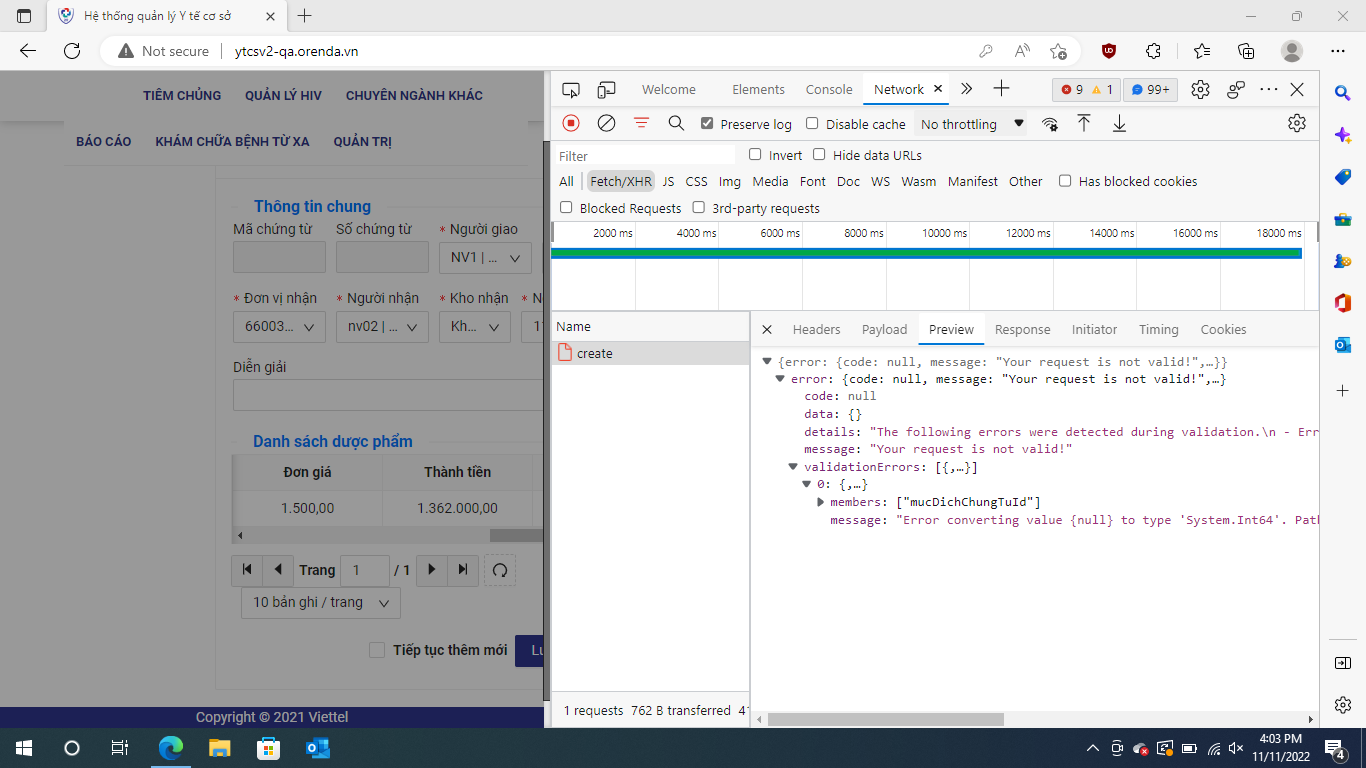 Hệ thống quản lý Y tế cơ sở
Not secure
ytcsv2-qa.orenda.vn
TIÊM CHỦNG QUẢN LÝ HIV CHUYÊN NGÀNH KHÁC
BÁO CÁO KHÁM CHỮA BỆNH TỪ XA QUẢN TRỊ
Thông tin chung
Mã chứng từ Số chứng từ * Người giao
NV1 | ...
* Đơn vị nhận * Người nhận * Kho nhận * N
66003... nv02 | ... Kh... 1
Diễn giải
Danh sách dược phẩm
Đơn giá Thành tiền
1.500,00 1.362.000,00
Trang 1 / 1
10 bản ghi / trang
Tiếp tục thêm mới Lu
Copyright © 2021 Viettel
Welcome Elements Console Network 9 1 99+
Preserve log Disable cache No throttling
Filter Invert Hide data URLs
All Fetch/XHR JS CSS Img Media Font Doc WS Wasm Manifest Other Has blocked cookies
Blocked Requests 3rd-party requests
2000 ms 4000 ms 6000 ms 8000 ms 10000 ms 12000 ms 14000 ms 16000 ms 18000 ms
Name
create
1 requests 762 B transferred 41
Headers Payload Preview Response Initiator Timing Cookies
{error: {code: null, message: "Your request is not valid!",…}}
error: {code: null, message: "Your request is not valid!",…}
code: null
data: {}
details: "The following errors were detected during validation.\n - Err
message: "Your request is not valid!"
validationErrors: [{,…}]
0: {,…}
members: ["mucDichChungTuId"]
message: "Error converting value {null} to type 'System.Int64'. Path
4:03 PM
11/11/2022
4